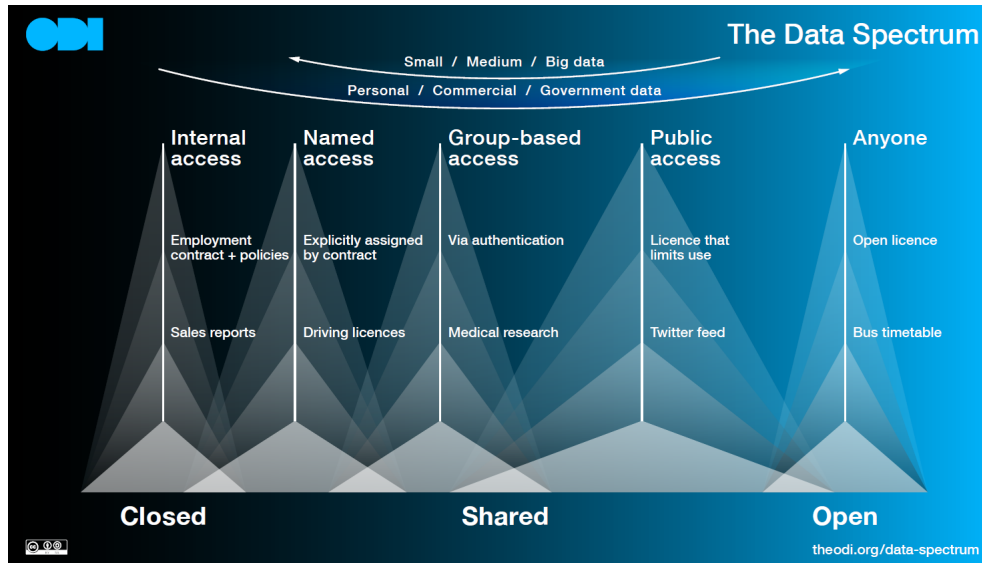 ODI
The Data Spectrum
Small / Medium / Big data
Personal / Commercial / Government data
Internal
access
Named
access
Group-based
access
Public
access
Anyone
Employment
contract + policies
Explicitly assigned
by contract
Via authentication
Licence that
limits use
Open licence
Sales reports
Driving licences
Medical research
Twitter feed
Bus timetable
Closed
Shared
Open
cc
theodi.org/data-spectrum